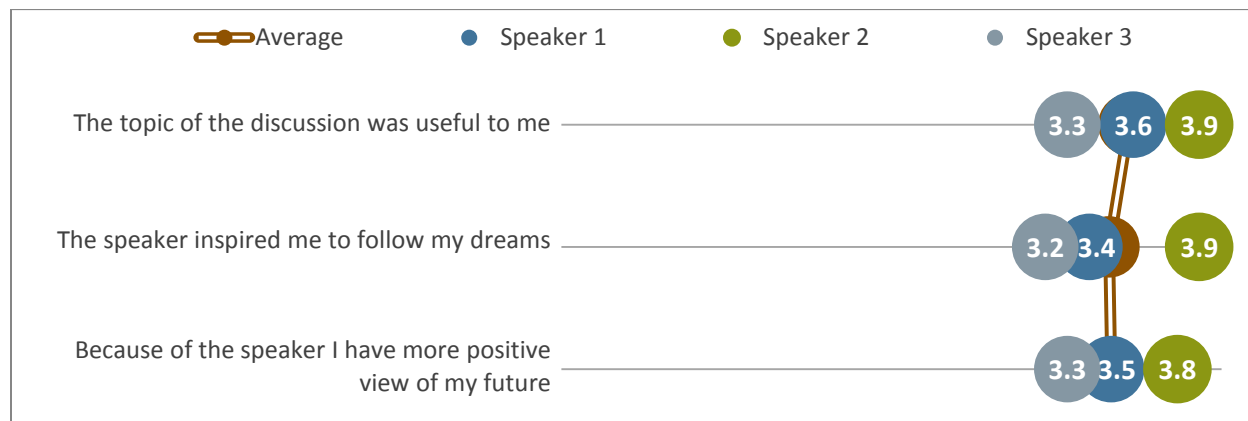 Average Speaker 1 Speaker 2 Speaker 3
The topic of the discussion was useful to me 3.3 3.6 3.9
The speaker inspired me to follow my dreams 3.2 3.4 3.9
Because of the speaker I have more positive
view of my future 3.3 3.5 3.8